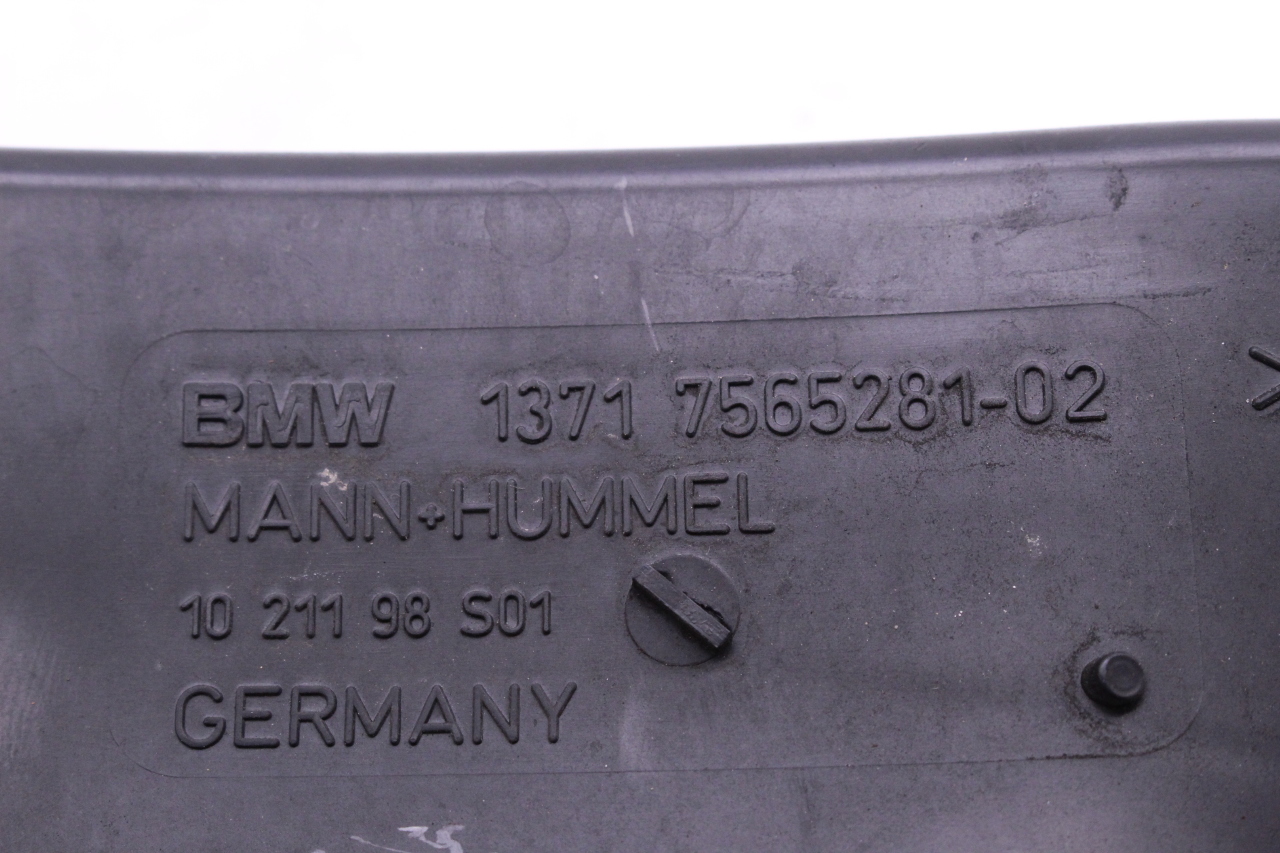 BMW 1371 7565281-02
MANN+HUMMEL
10 211 98 S01
GERMANY